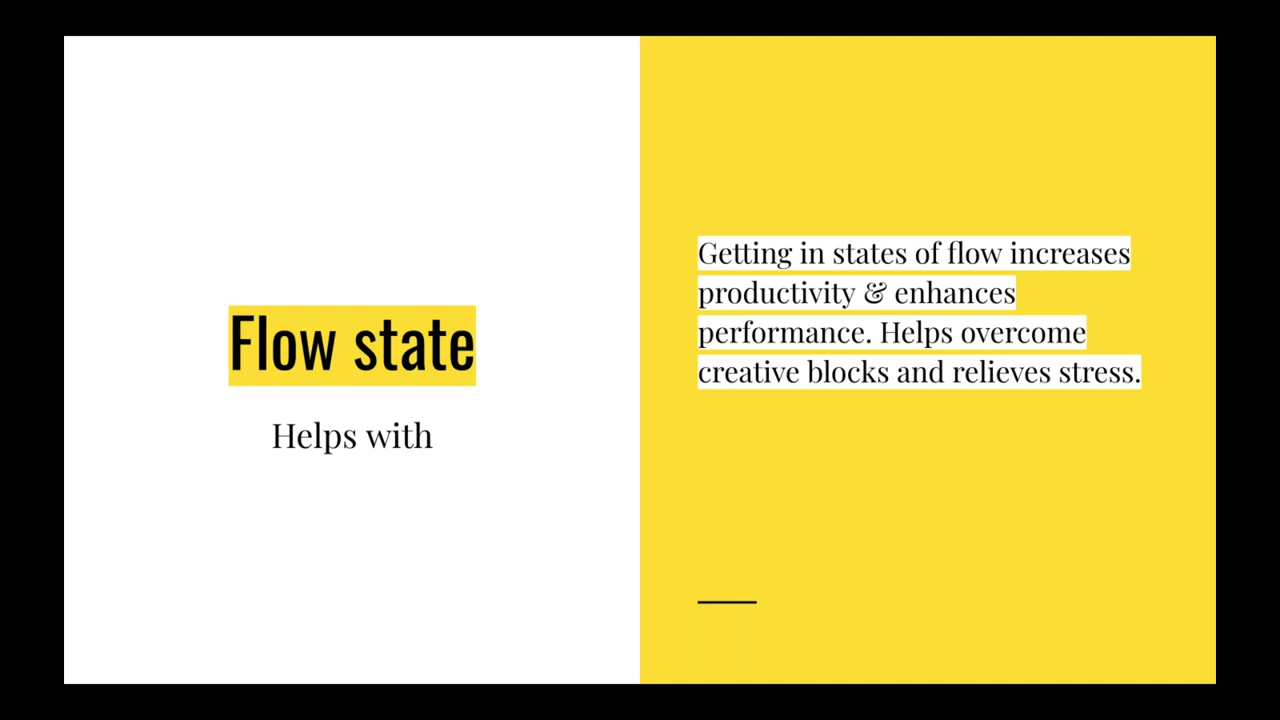 Flow state
Helps with
Getting in states of flow increases
productivity & enhances
performance. Helps overcome
creative blocks and relieves stress.